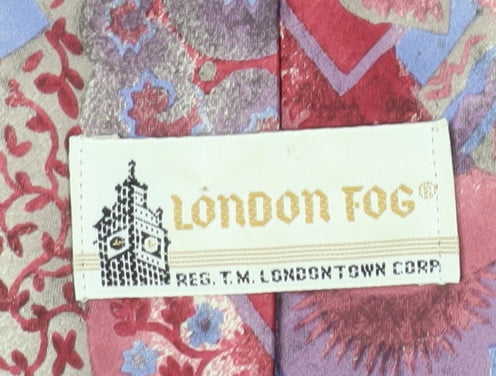 LONDON FOG®
REG. T.M. LONDONTOWN CORP.